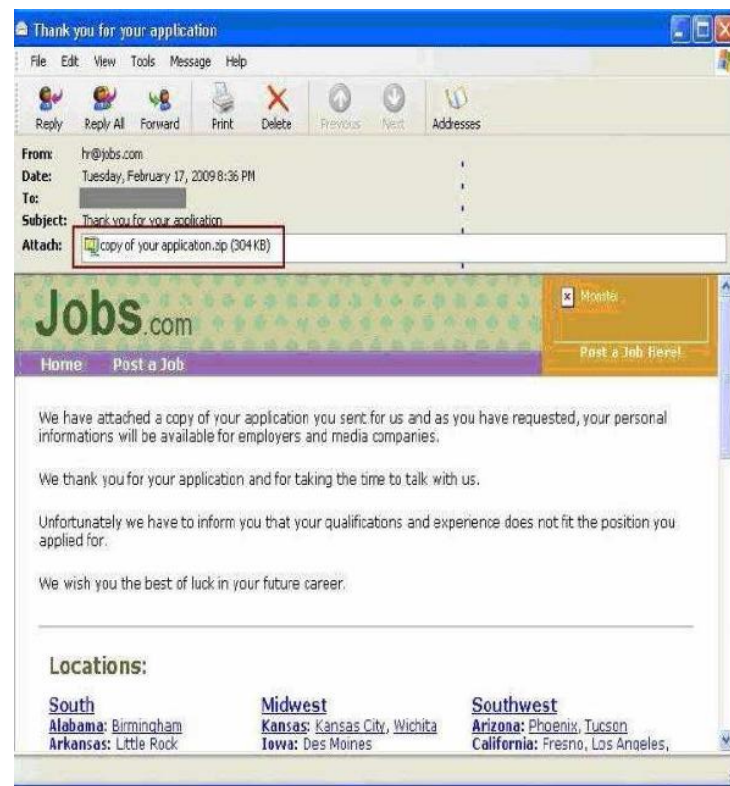 Thank you for your application
File Edit View Tools Message Help
Reply Reply All Forward Print Delete Previous Next Addresses
From: hr@jobs.com
Date: Tuesday, February 17, 2009 8:36 PM
To:
Subject: Thank you for your application
Attach: copy of your application.zip (304 KB)
Jobs.com
Monster
Post a Job Here!
Home Post a Job
We have attached a copy of your application you sent for us and as you have requested, your personal
informations will be available for employers and media companies.
We thank you for your application and for taking the time to talk with us.
Unfortunately we have to inform you that your qualifications and experience does not fit the position you
applied for.
We wish you the best of luck in your future career.
Locations:
South Midwest Southwest
Alabama: Birmingham Kansas: Kansas City, Wichita Arizona: Phoenix, Tucson
Arkansas: Little Rock Iowa: Des Moines California: Fresno, Los Angeles,